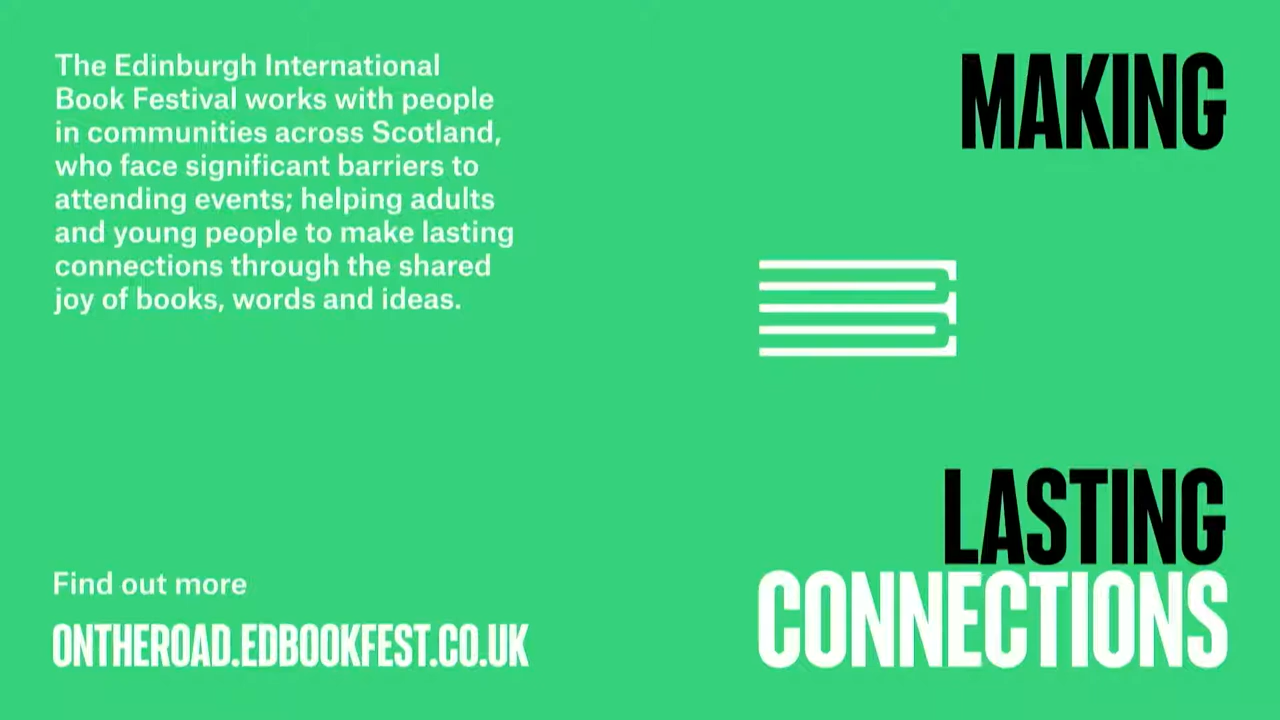 The Edinburgh International
Book Festival works with people
in communities across Scotland,
who face significant barriers to
attending events; helping adults
and young people to make lasting
connections through the shared
joy of books, words and ideas.
Find out more
ONTHEROAD.EDBOOKFEST.CO.UK
MAKING
LASTING
CONNECTIONS